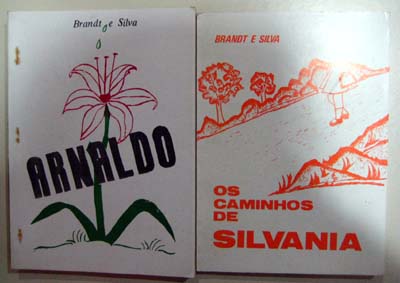 Brandt e Silva
ARNALDO
BRANDT E SILVA
OS
CAMINHOS
DE
SILVANIA